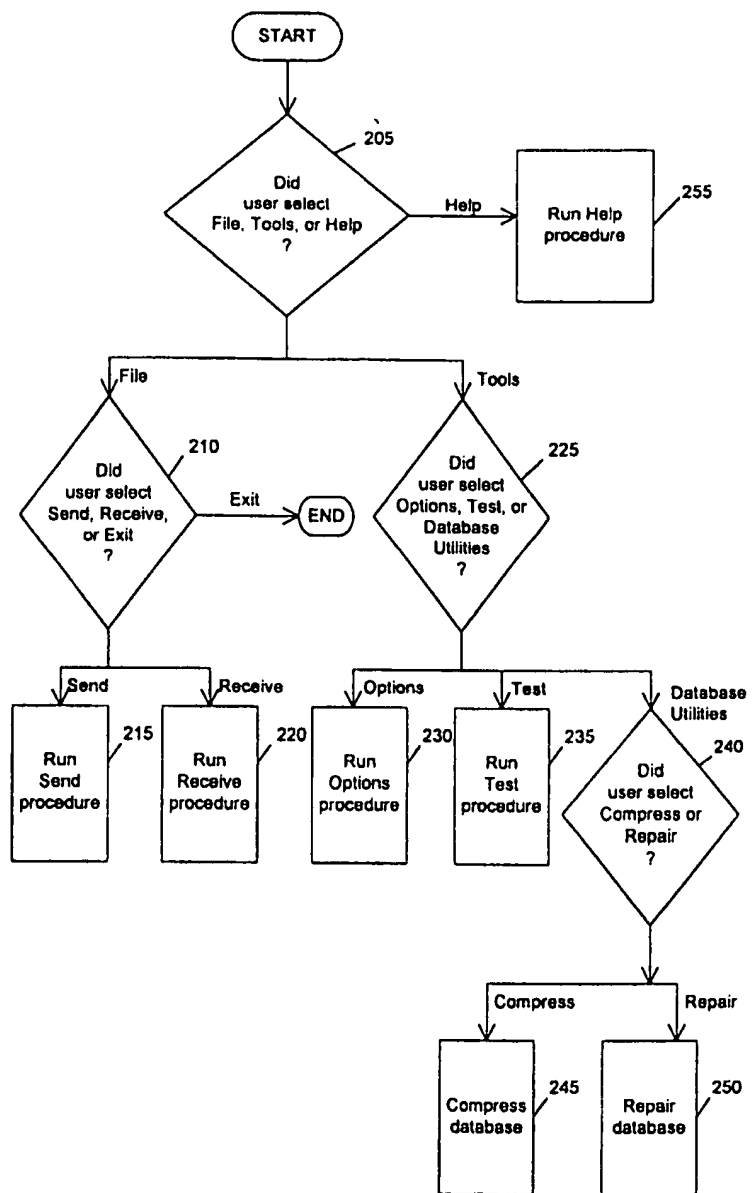 START
205
Did
user select
File, Tools, or Help
?
Help
Run Help
procedure
255
File
Tools
210
Did
user select
Send, Receive,
or Exit
?
Exit
END
225
Did
user select
Options, Test, or
Database
Utilities
?
Send
Receive
Options
Test
Database
Utilities
Run
Send
procedure
215
Run
Receive
procedure
220
Run
Options
procedure
230
Run
Test
procedure
235
240
Did
user select
Compress or
Repair
?
Compress
Repair
Compress
database
245
Repair
database
250